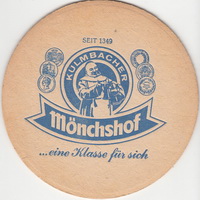 SEIT 1349
KULMBACHER
Mönchshof
...eine Klasse für sich